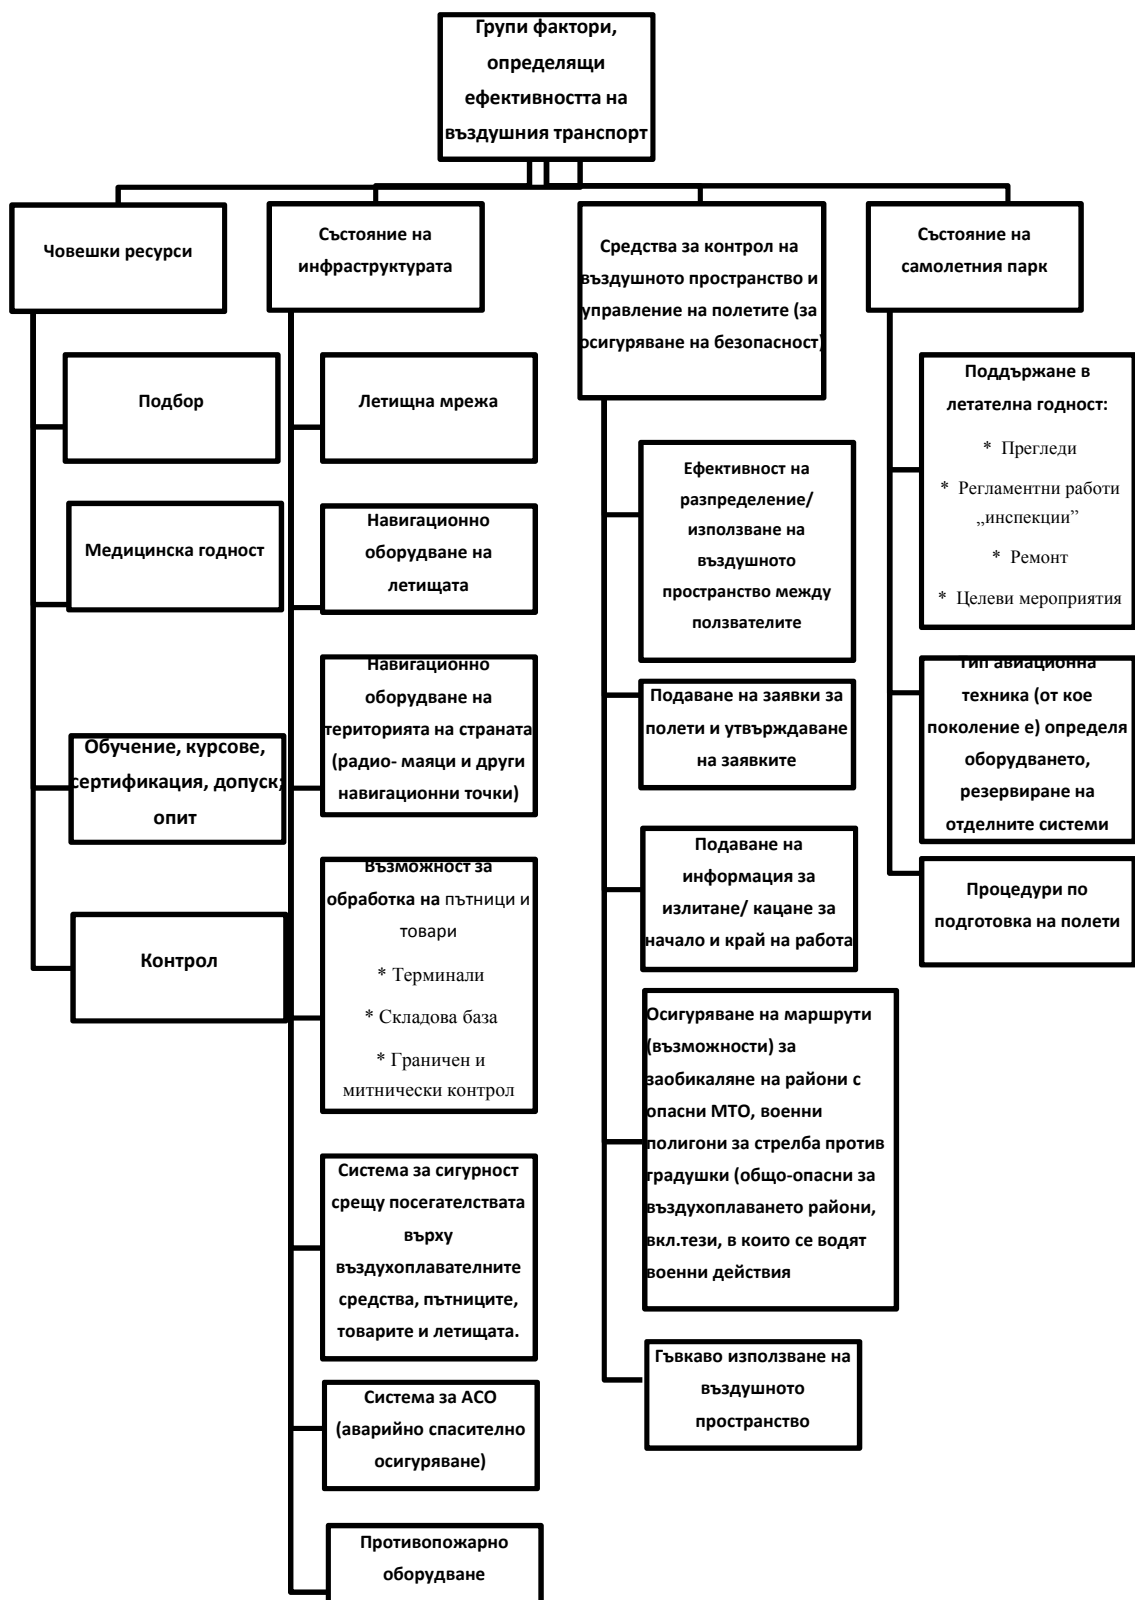 Групи фактори,
определящи
ефективността на
въздушния транспорт
Човешки ресурси
Подбор
Медицинска годност
Обучение, курсове,
сертификация, допуск;
опит
Контрол
Състояние на
инфраструктурата
Летищна мрежа
Навигационно
оборудване на
летищата
Навигационно
оборудване на
територията на страната
(радио- маяци и други
навигационни точки)
Възможност за
обработка на пътници и
товари
* Терминали
* Складова база
* Граничен и
митнически контрол
Система за сигурност
срещу посегателствата
върху
въздухоплавателните
средства, пътниците,
товарите и летищата.
Система за АСО
(аварийно спасително
осигуряване)
Противопожарно
оборудване
Средства за контрол на
въздушното пространство и
управление на полетите (за
осигуряване на безопасност)
Ефективност на
разпределение/
използване на
въздушното
пространство между
ползвателите
Подаване на заявки за
полети и утвърждаване
на заявките
Подаване на
информация за
излитане/ кацане за
начало и край на работа
Осигуряване на маршрути
(възможности) за
заобикаляне на райони с
опасни МТО, военни
полигони за стрелба против
градушки (общо-опасни за
въздухоплаването райони,
вкл.тези, в които се водят
военни действия
Гъвкаво използване на
въздушното
пространство
Състояние на
самолетния парк
Поддържане в
летателна годност:
* Прегледи
* Регламентни работи
„инспекции”
* Ремонт
* Целеви мероприятия
Тип авиационна
техника (от кое
поколение е) определя
оборудването,
резервиране на
отделните системи
Процедури по
подготовка на полети